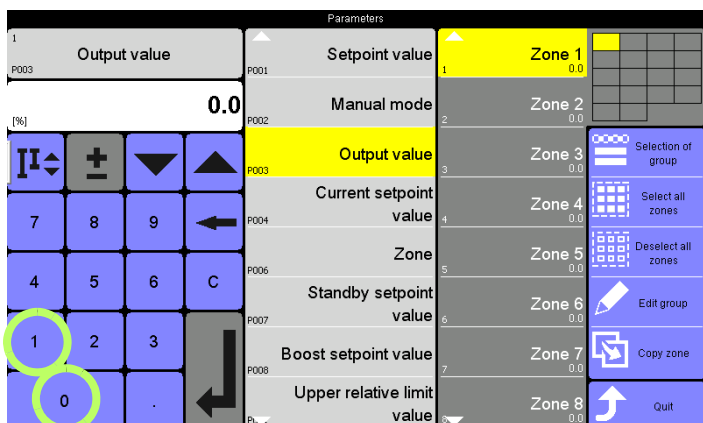 Parameters
1
Output value
P003
0.0
[%]
7
8
9
4
5
6
C
1
2
3
0
.
Setpoint value
P001
Manual mode
P002
Output value
P003
Current setpoint
value
P004
Zone
P006
Standby setpoint
value
P007
Boost setpoint value
P008
Upper relative limit
value
Zone 1
1
0.0
Zone 2
2
0.0
Zone 3
3
0.0
Zone 4
4
0.0
Zone 5
5
0.0
Zone 6
6
0.0
Zone 7
7
0.0
Zone 8
0.0
Selection of
group
Select all
zones
Deselect all
zones
Edit group
Copy zone
Quit